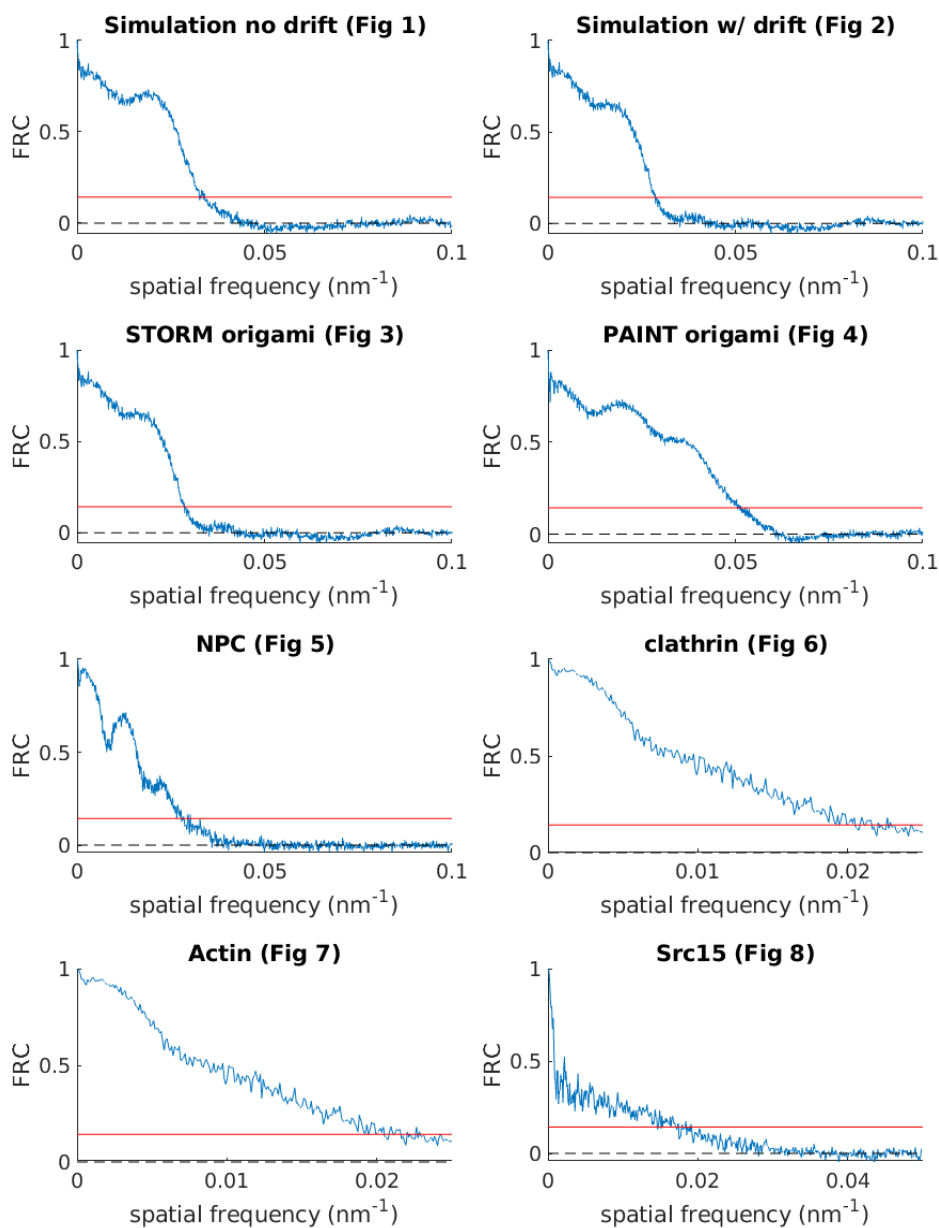 Simulation no drift (Fig 1)
1
0.5
0
FRC
0
0.05
0.1
spatial frequency (nm⁻¹)
Simulation w/ drift (Fig 2)
1
0.5
0
FRC
0
0.05
0.1
spatial frequency (nm⁻¹)
STORM origami (Fig 3)
1
0.5
0
FRC
0
0.05
0.1
spatial frequency (nm⁻¹)
PAINT origami (Fig 4)
1
0.5
0
FRC
0
0.05
0.1
spatial frequency (nm⁻¹)
NPC (Fig 5)
1
0.5
0
FRC
0
0.05
0.1
spatial frequency (nm⁻¹)
clathrin (Fig 6)
1
0.5
0
FRC
0
0.01
0.02
spatial frequency (nm⁻¹)
Actin (Fig 7)
1
0.5
0
FRC
0
0.01
0.02
spatial frequency (nm⁻¹)
Src15 (Fig 8)
1
0.5
0
FRC
0
0.02
0.04
spatial frequency (nm⁻¹)